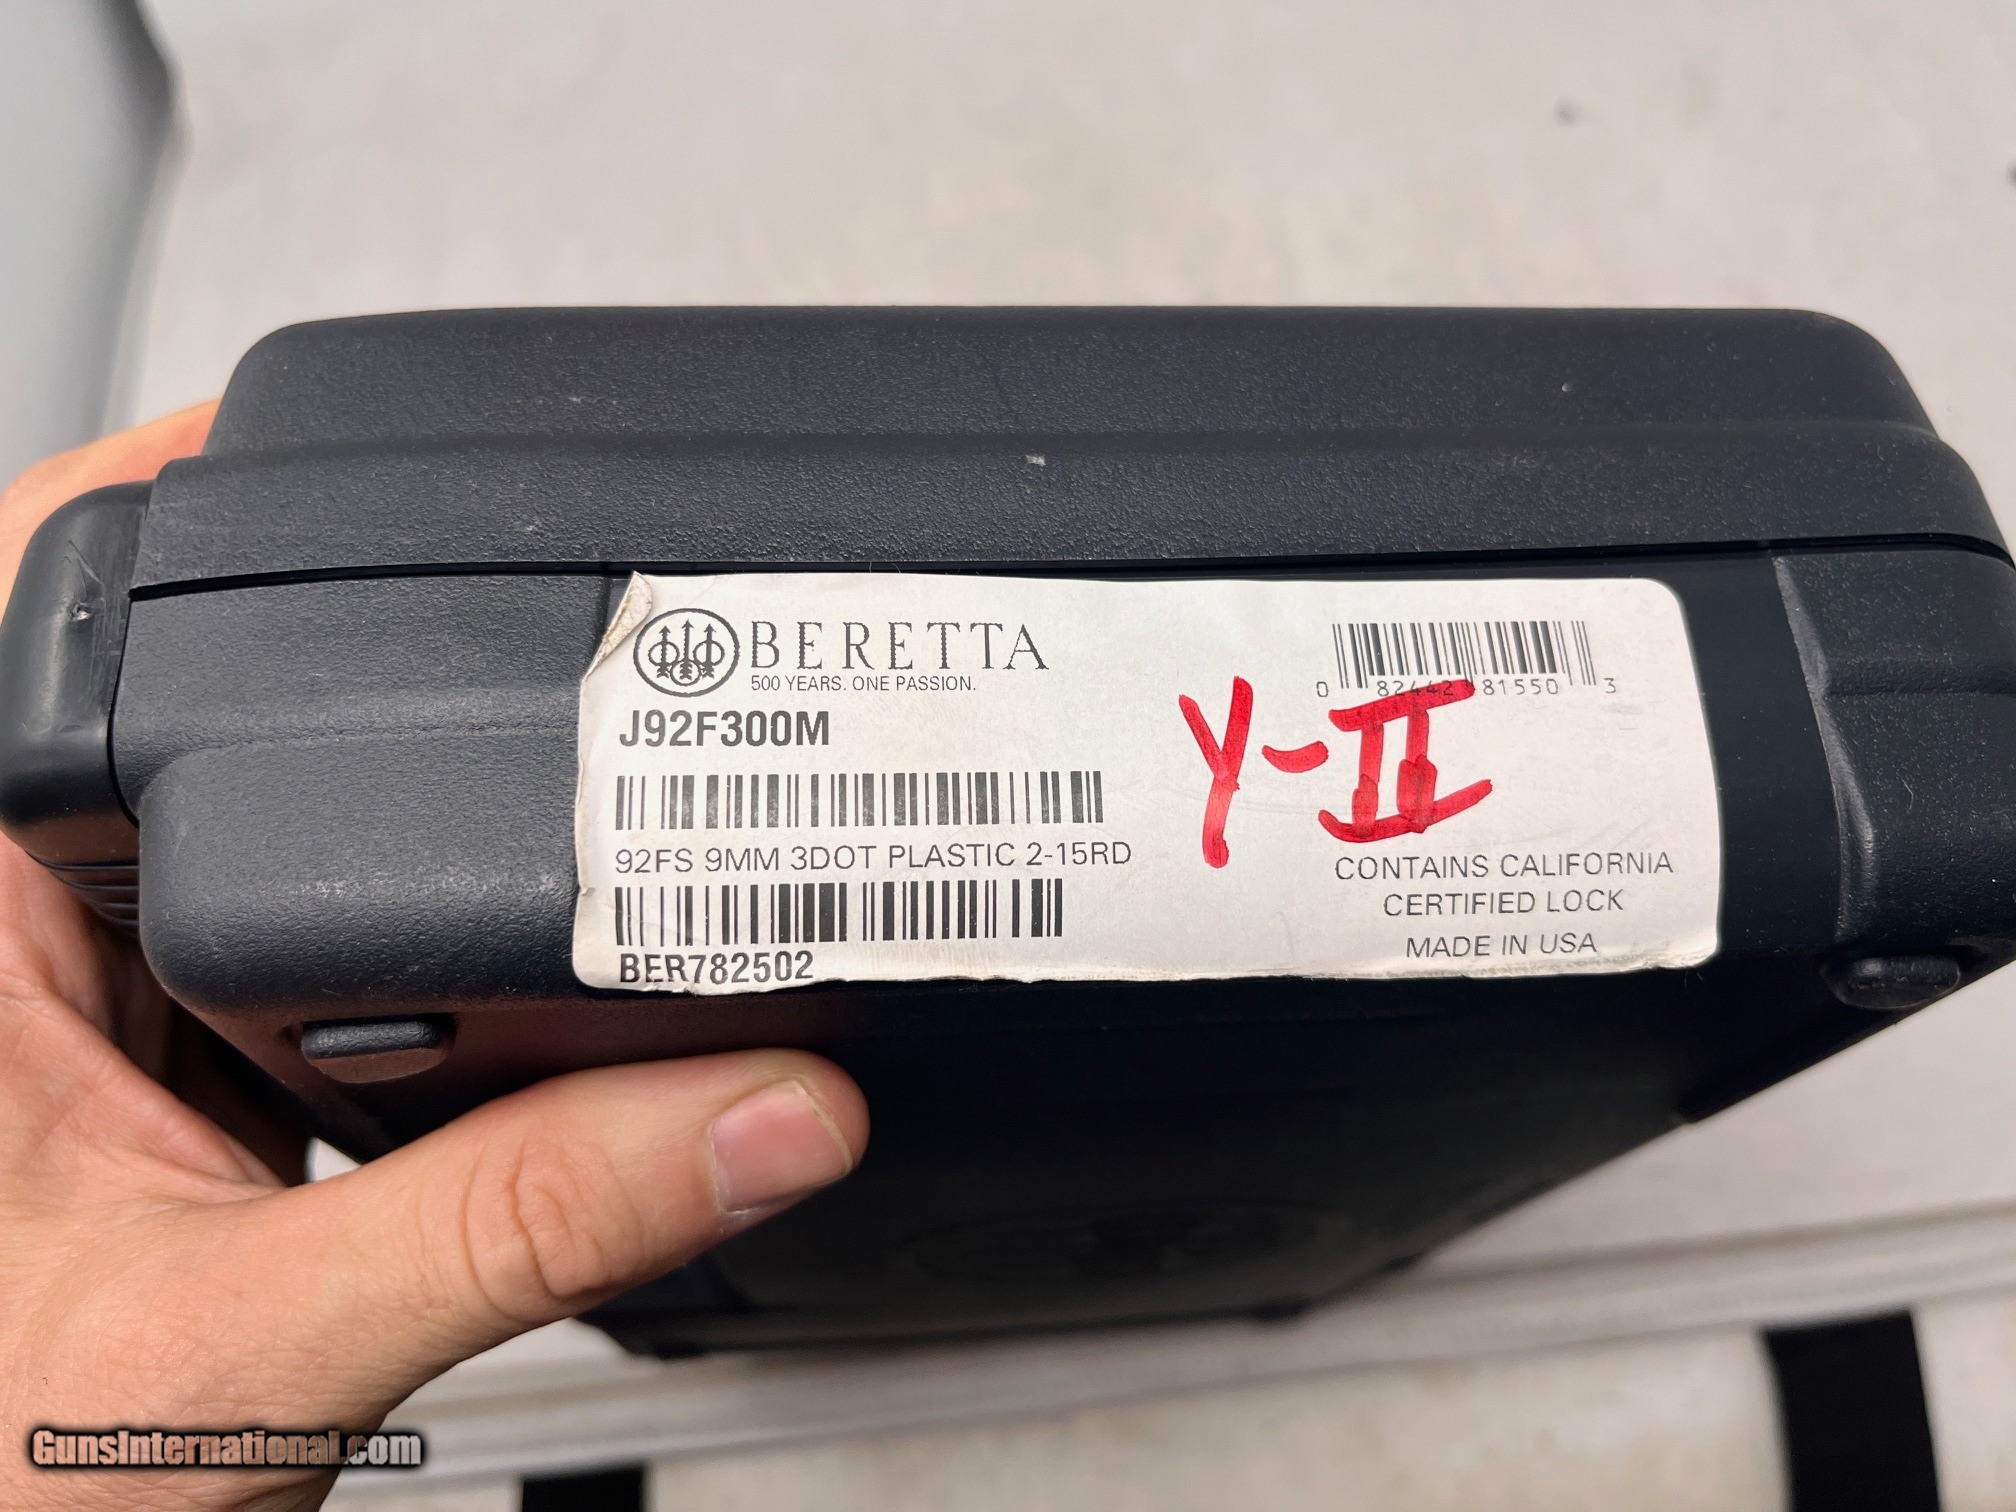 BERETTA
500 YEARS. ONE PASSION.
J92F300M
92FS 9MM 3DOT PLASTIC 2-15RD
BER782502
0 82442 81550 3
Y-II
CONTAINS CALIFORNIA
CERTIFIED LOCK
MADE IN USA
GunsInternational.com